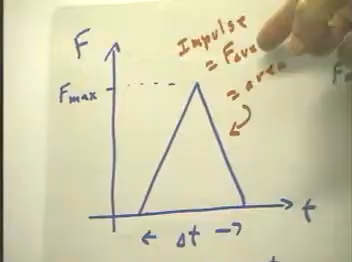 F
Impulse
= Fave
= area
Fmax
t
← Δt →